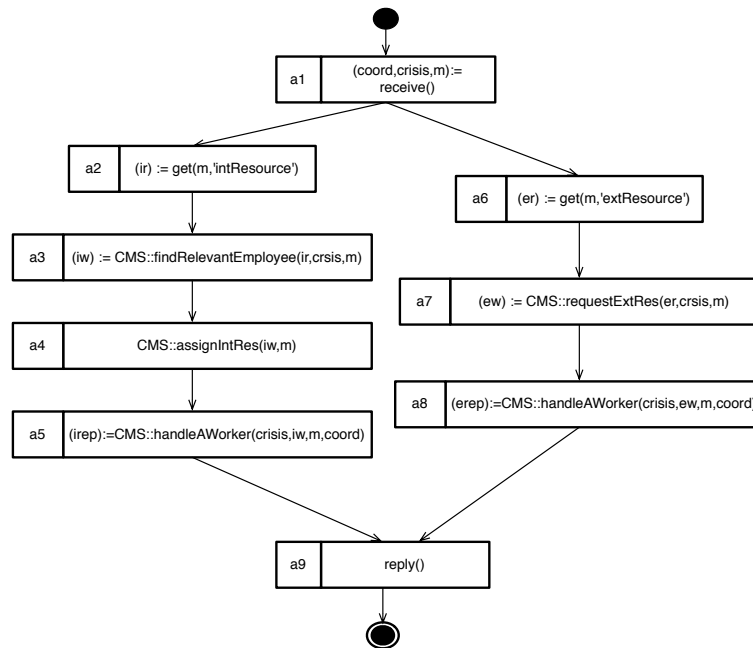 a1
(coord,crisis,m):=
receive()
a2
(ir) := get(m,'intResource')
a6
(er) := get(m,'extResource')
a3
(iw) := CMS::findRelevantEmployee(ir,crsis,m)
a7
(ew) := CMS::requestExtRes(er,crsis,m)
a4
CMS::assignIntRes(iw,m)
a8
(erep):=CMS::handleAWorker(crisis,ew,m,coord)
a5
(irep):=CMS::handleAWorker(crisis,iw,m,coord)
a9
reply()